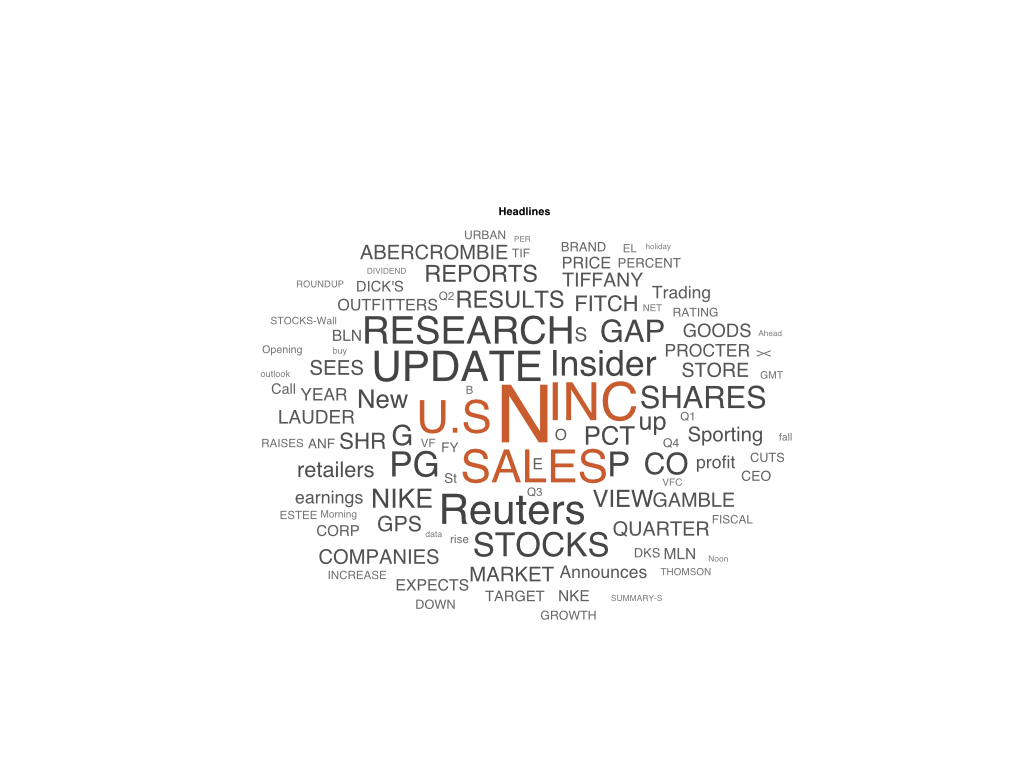 Headlines
URBAN PER
ABERCROMBIE TIF BRAND EL holiday
DIVIDEND REPORTS PRICE PERCENT
ROUNDUP DICK'S TIFFANY
OUTFITTERS Q2 RESULTS FITCH NET Trading
STOCKS-Wall RATING
BLN RESEARCH S GAP GOODS Ahead
Opening buy PROCTER ><
outlook SEES UPDATE Insider STORE GMT
Call YEAR New B N INC SHARES
LAUDER U.S up Q1
RAISES ANF SHR G VF FY O PCT Q4 Sporting fall
retailers PG St SALES E P CO profit CUTS
VFC CEO
earnings NIKE Q3 VIEW GAMBLE
ESTEE Morning Reuters FISCAL
CORP GPS data rise QUARTER
COMPANIES STOCKS DKS MLN Noon
INCREASE MARKET Announces THOMSON
EXPECTS
DOWN TARGET NKE SUMMARY-S
GROWTH